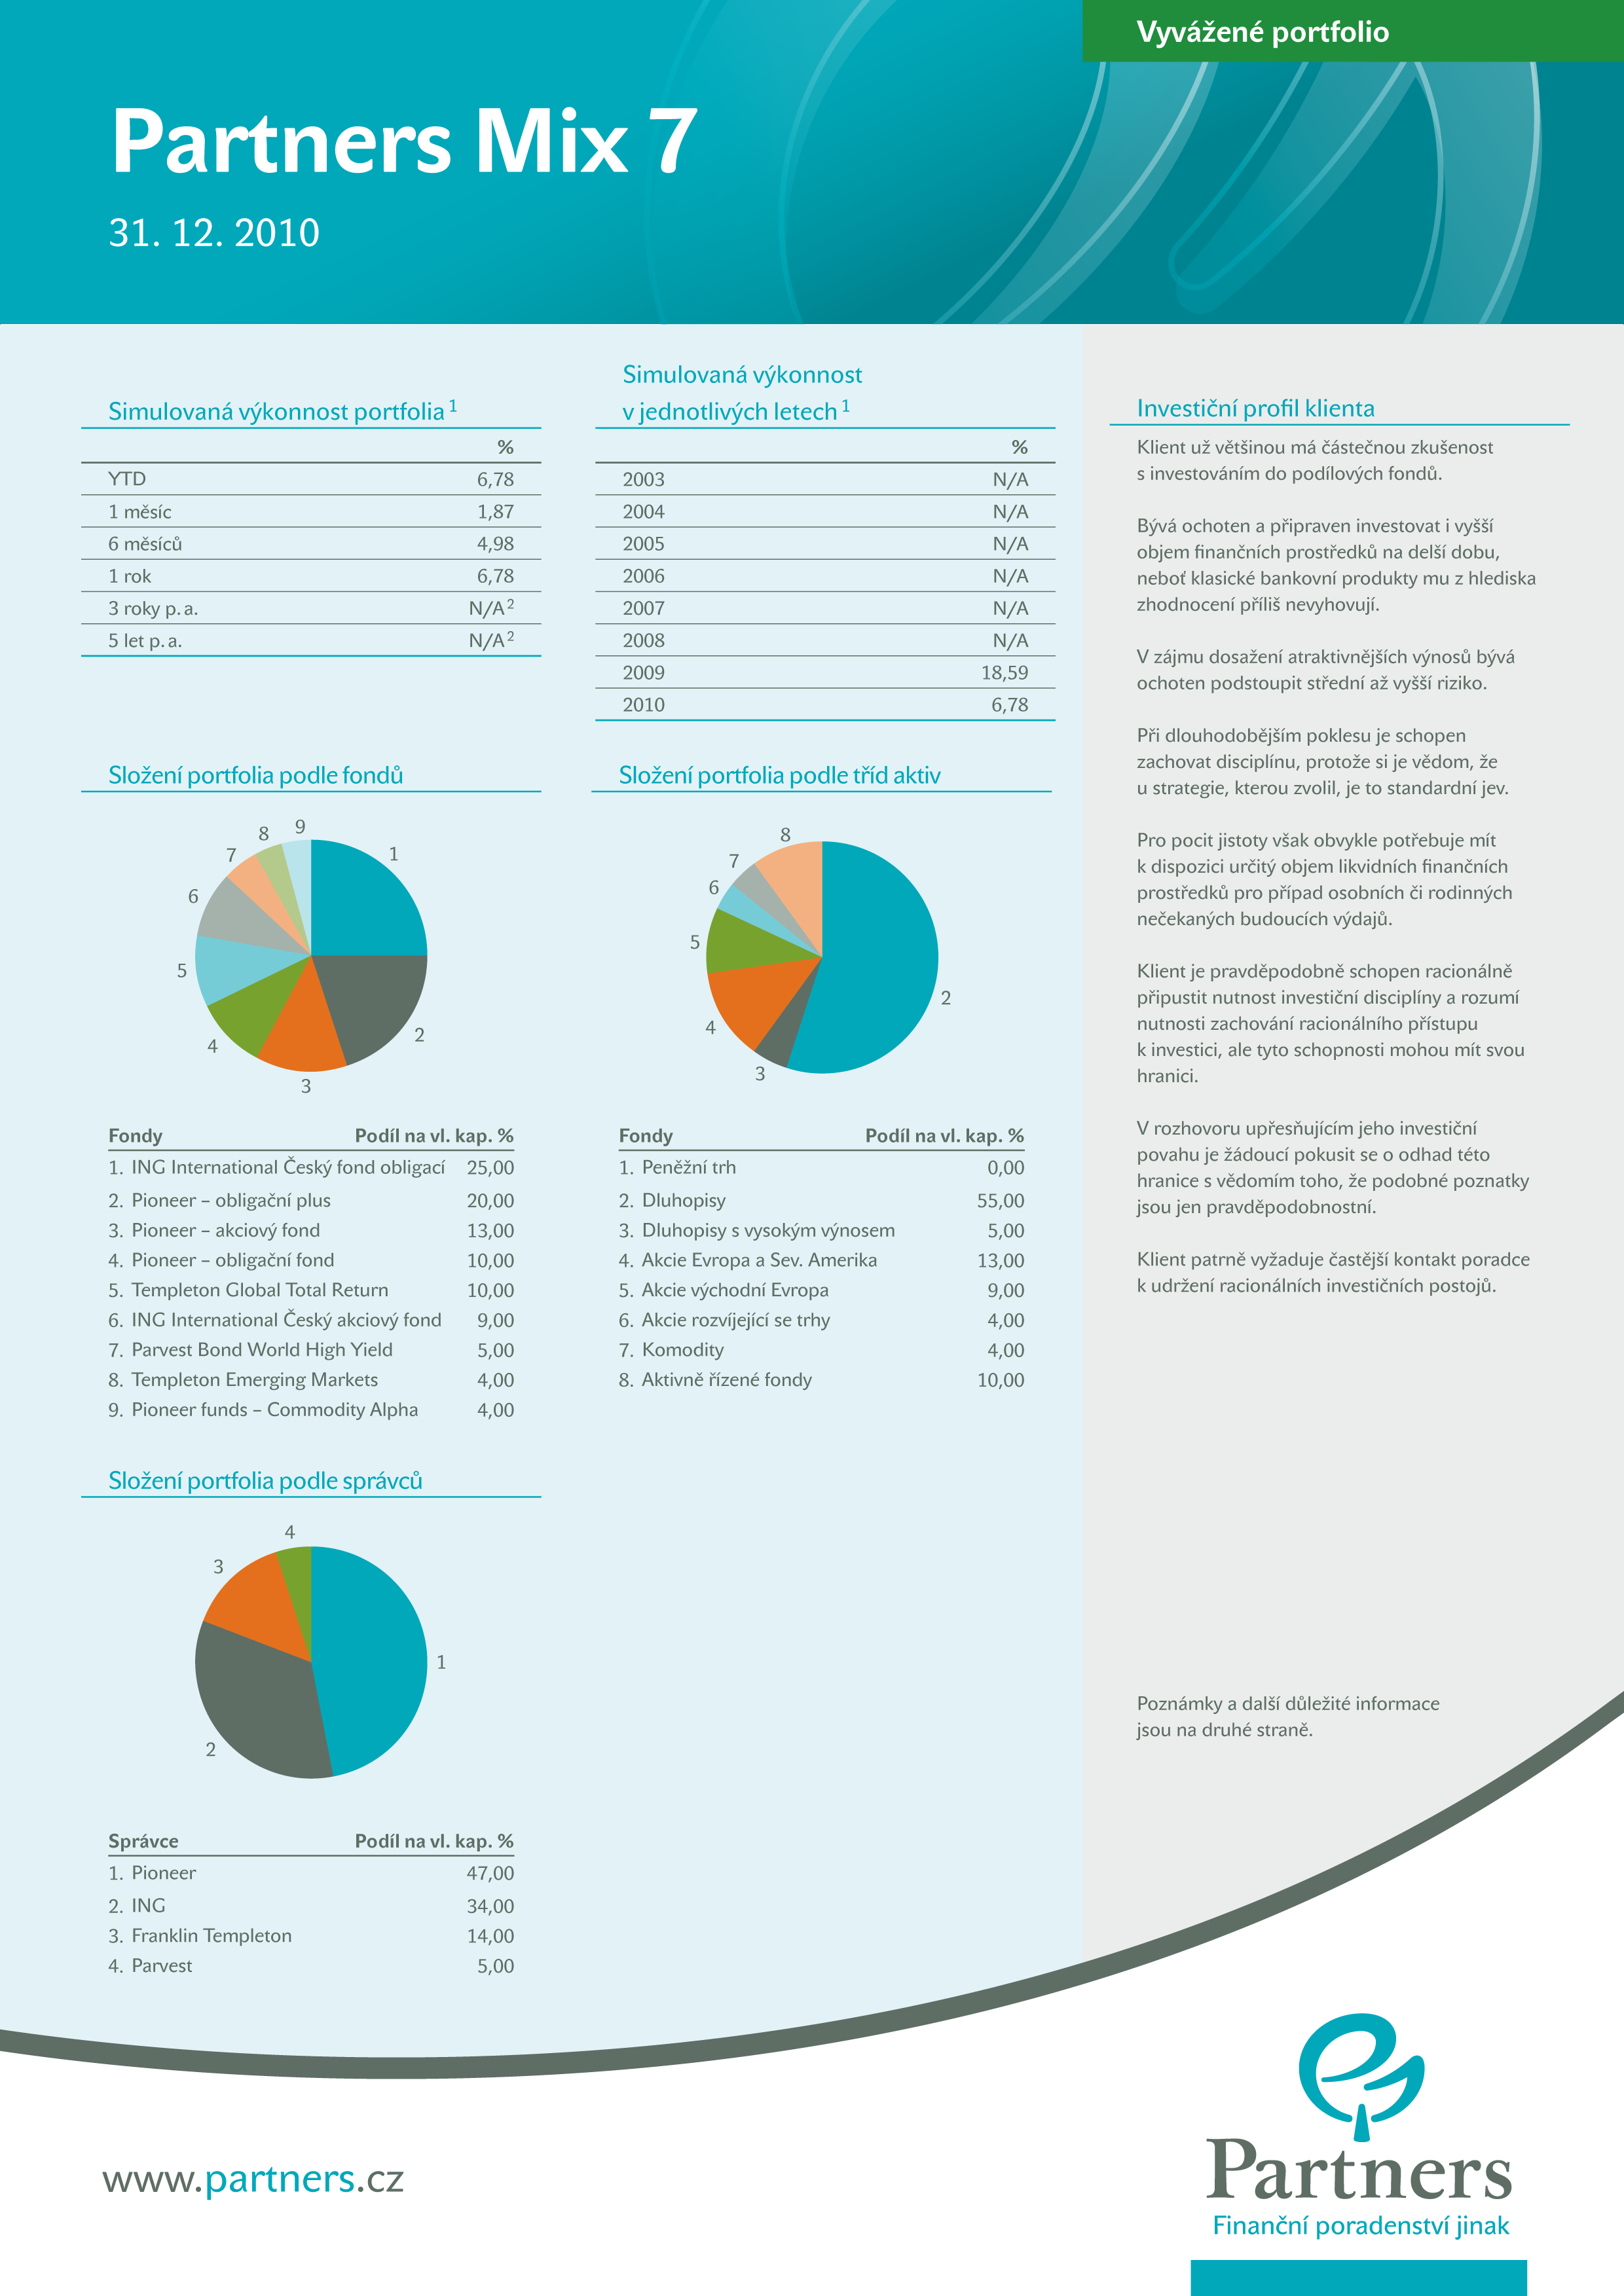 Vyvážené portfolio
Partners Mix 7
31. 12. 2010
Simulovaná výkonnost portfolia 1
%
YTD 6,78
1 měsíc 1,87
6 měsíců 4,98
1 rok 6,78
3 roky p. a. N/A 2
5 let p. a. N/A 2
Simulovaná výkonnost
v jednotlivých letech 1
%
2003 N/A
2004 N/A
2005 N/A
2006 N/A
2007 N/A
2008 N/A
2009 18,59
2010 6,78
Složení portfolia podle fondů
1
2
3
4
5
6
7
8
9
Fondy Podíl na vl. kap. %
1. ING International Český fond obligací 25,00
2. Pioneer – obligační plus 20,00
3. Pioneer – akciový fond 13,00
4. Pioneer – obligační fond 10,00
5. Templeton Global Total Return 10,00
6. ING International Český akciový fond 9,00
7. Parvest Bond World High Yield 5,00
8. Templeton Emerging Markets 4,00
9. Pioneer funds – Commodity Alpha 4,00
Složení portfolia podle tříd aktiv
2
3
4
5
6
7
8
Fondy Podíl na vl. kap. %
1. Peněžní trh 0,00
2. Dluhopisy 55,00
3. Dluhopisy s vysokým výnosem 5,00
4. Akcie Evropa a Sev. Amerika 13,00
5. Akcie východní Evropa 9,00
6. Akcie rozvíjející se trhy 4,00
7. Komodity 4,00
8. Aktivně řízené fondy 10,00
Složení portfolia podle správců
1
2
3
4
Správce Podíl na vl. kap. %
1. Pioneer 47,00
2. ING 34,00
3. Franklin Templeton 14,00
4. Parvest 5,00
Investiční profil klienta
Klient už většinou má částečnou zkušenost
s investováním do podílových fondů.
Bývá ochoten a připraven investovat i vyšší
objem finančních prostředků na delší dobu,
neboť klasické bankovní produkty mu z hlediska
zhodnocení příliš nevyhovují.
V zájmu dosažení atraktivnějších výnosů bývá
ochoten podstoupit střední až vyšší riziko.
Při dlouhodobějším poklesu je schopen
zachovat disciplínu, protože si je vědom, že
u strategie, kterou zvolil, je to standardní jev.
Pro pocit jistoty však obvykle potřebuje mít
k dispozici určitý objem likvidních finančních
prostředků pro případ osobních či rodinných
nečekaných budoucích výdajů.
Klient je pravděpodobně schopen racionálně
připustit nutnost investiční disciplíny a rozumí
nutnosti zachování racionálního přístupu
k investici, ale tyto schopnosti mohou mít svou
hranici.
V rozhovoru upřesňujícím jeho investiční
povahu je žádoucí pokusit se o odhad této
hranice s vědomím toho, že podobné poznatky
jsou jen pravděpodobnostní.
Klient patrně vyžaduje častější kontakt poradce
k udržení racionálních investičních postojů.
Poznámky a další důležité informace
jsou na druhé straně.
www.partners.cz
Partners
Finanční poradenství jinak